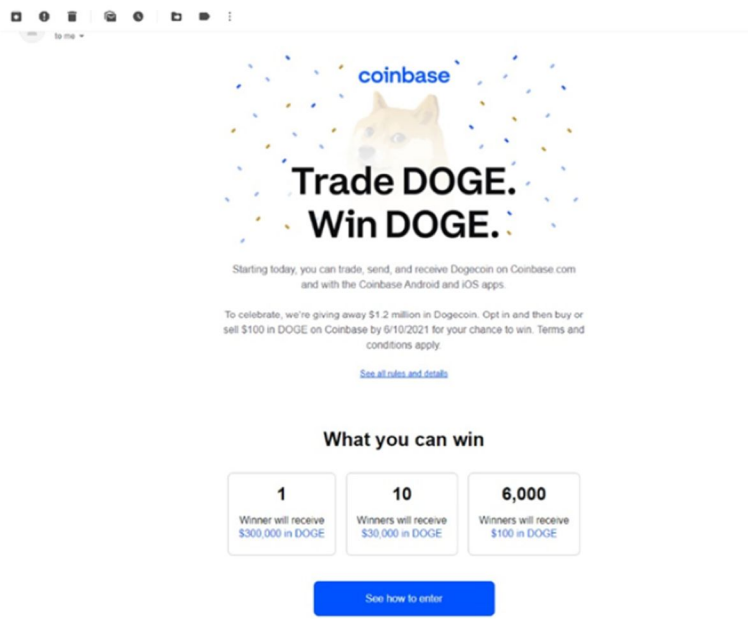 to me
coinbase
Trade DOGE.
Win DOGE.
Starting today, you can trade, send, and receive Dogecoin on Coinbase.com
and with the Coinbase Android and iOS apps.
To celebrate, we're giving away $1.2 million in Dogecoin. Opt in and then buy or
sell $100 in DOGE on Coinbase by 6/10/2021 for your chance to win. Terms and
conditions apply.
See all rules and details
What you can win
1
Winner will receive
$300,000 in DOGE
10
Winners will receive
$30,000 in DOGE
6,000
Winners will receive
$100 in DOGE
See how to enter